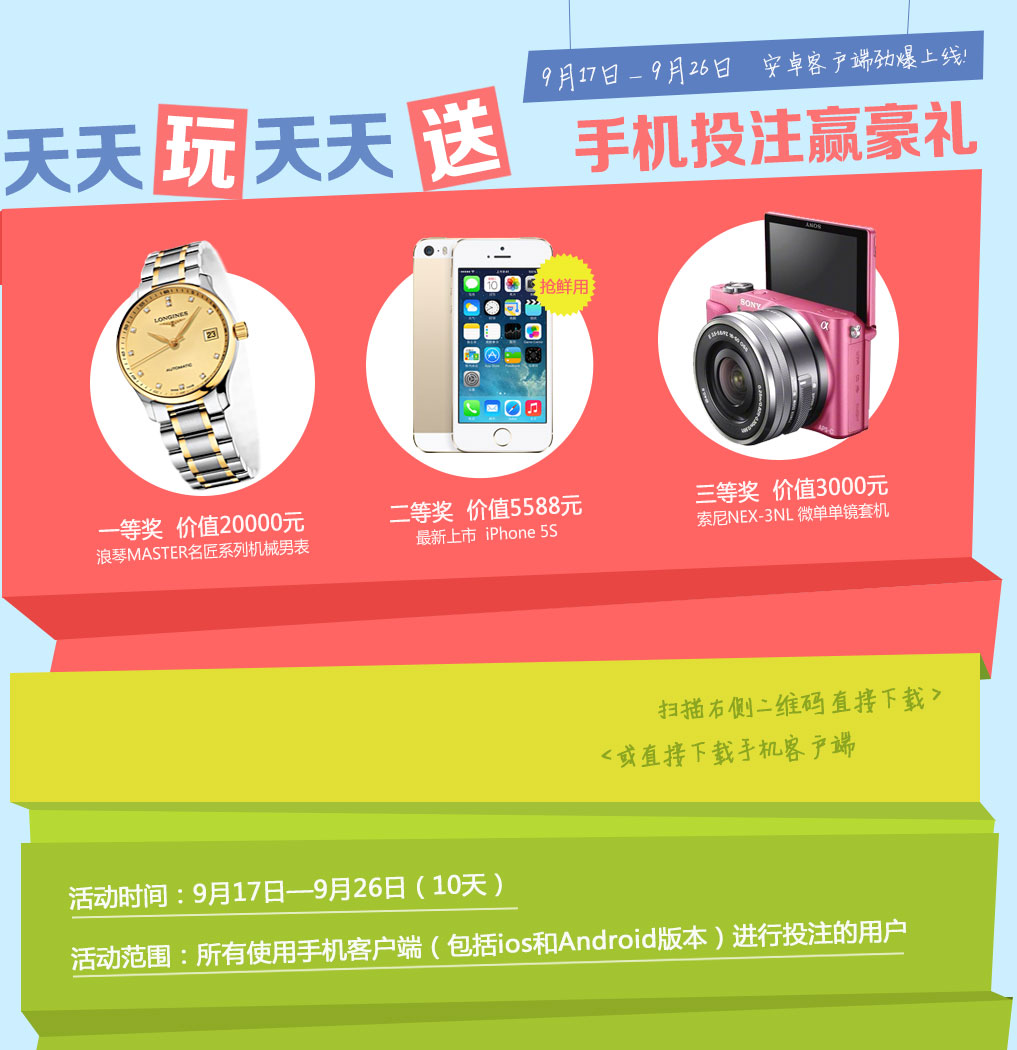 9月17日－9月26日 安卓客户端劲爆上线!
天天玩天天送
手机投注赢豪礼
LONGINES
AUTOMATIC
23
抢鲜用
SONY
SONY
α
APS-C
一等奖 价值20000元
浪琴MASTER名匠系列机械男表
二等奖 价值5588元
最新上市 iPhone 5S
三等奖 价值3000元
索尼NEX-3NL 微单单镜套机
扫描右侧二维码直接下载>
<或直接下载手机客户端
活动时间：9月17日—9月26日（10天）
活动范围：所有使用手机客户端（包括ios和Android版本）进行投注的用户